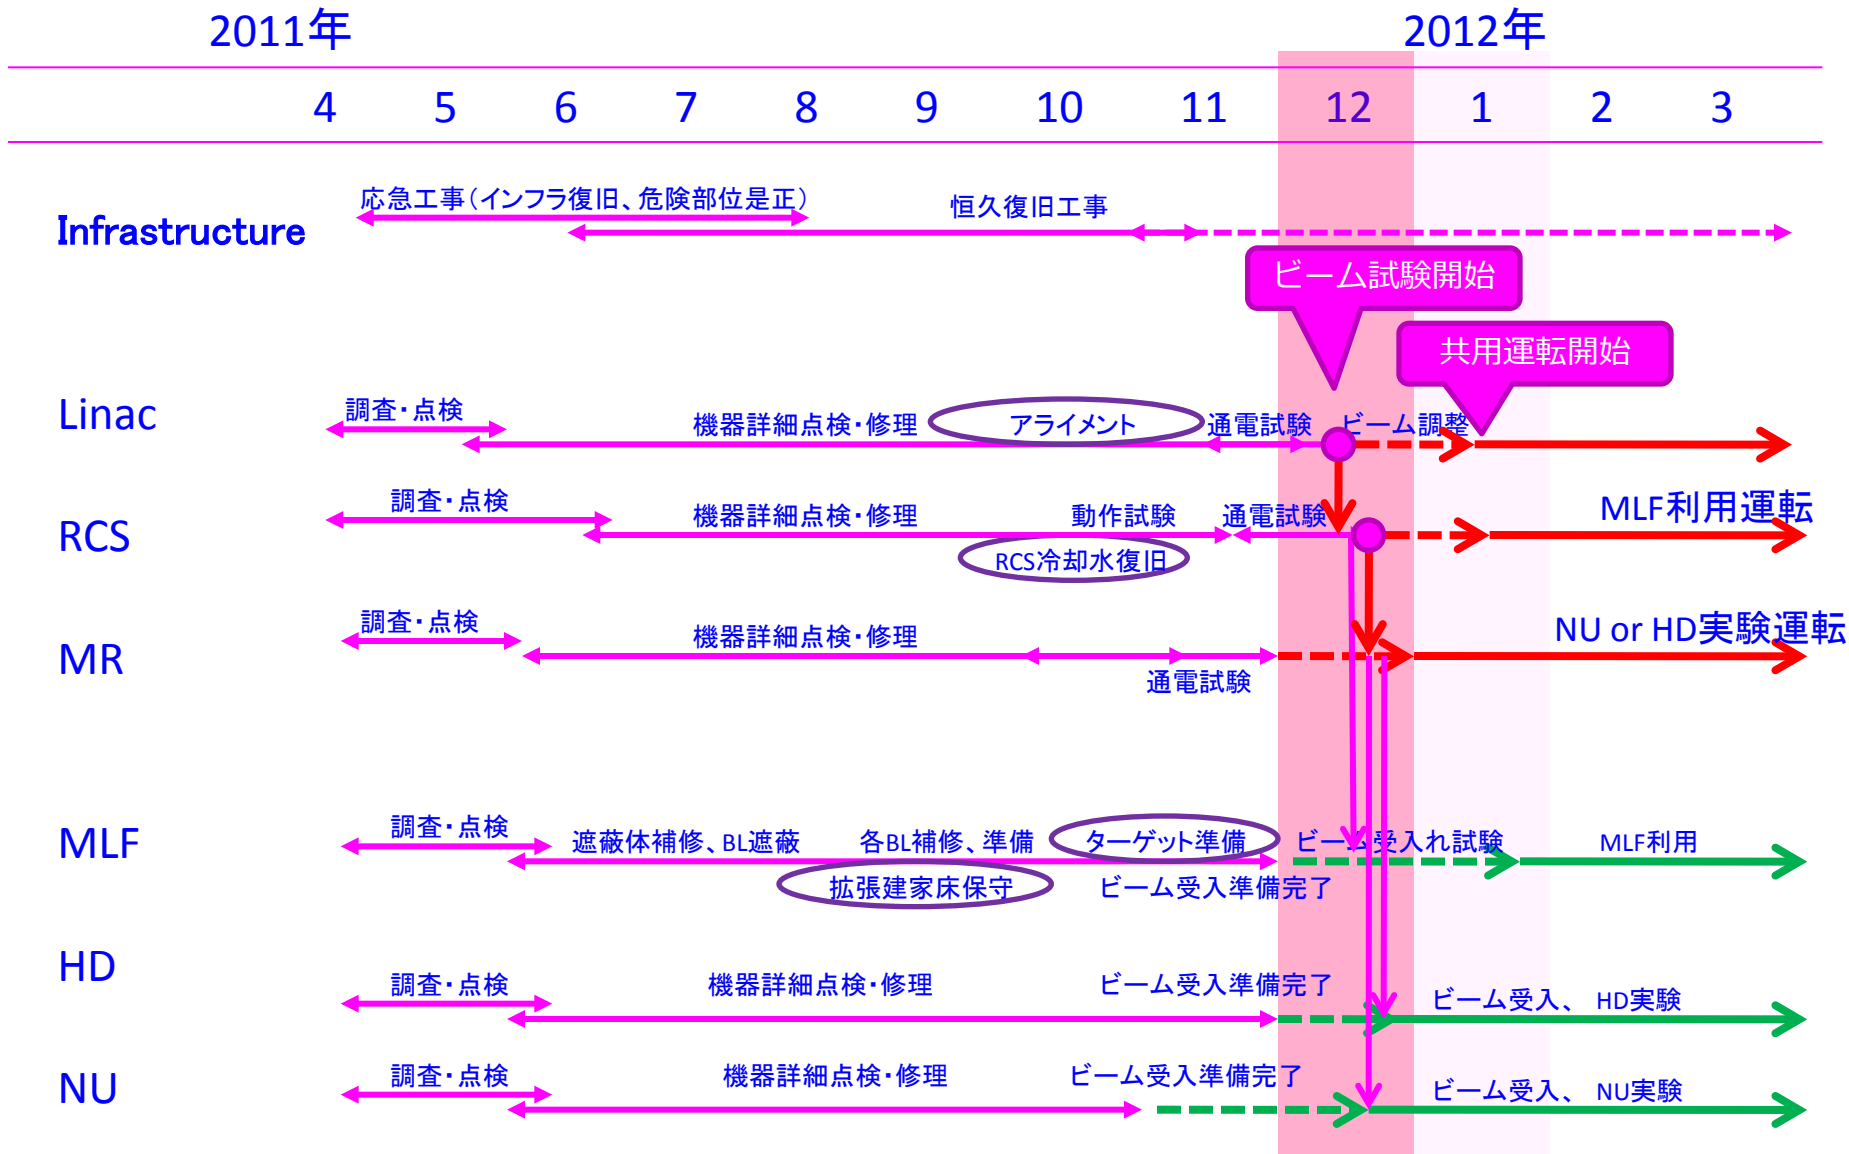 2011年 2012年
4 5 6 7 8 9 10 11 12 1 2 3
Infrastructure
応急工事（インフラ復旧、危険部位是正）
恒久復旧工事
ビーム試験開始
共用運転開始
Linac
調査・点検
機器詳細点検・修理
アライメント
通電試験
ビーム調整
RCS
調査・点検
機器詳細点検・修理
動作試験
通電試験
MLF利用運転
RCS冷却水復旧
MR
調査・点検
機器詳細点検・修理
通電試験
NU or HD実験運転
MLF
調査・点検
遮蔽体補修、BL遮蔽
各BL補修、準備
ターゲット準備
ビーム受入れ試験
MLF利用
拡張建家床保守
ビーム受入準備完了
HD
調査・点検
機器詳細点検・修理
ビーム受入準備完了
ビーム受入、 HD実験
NU
調査・点検
機器詳細点検・修理
ビーム受入準備完了
ビーム受入、 NU実験